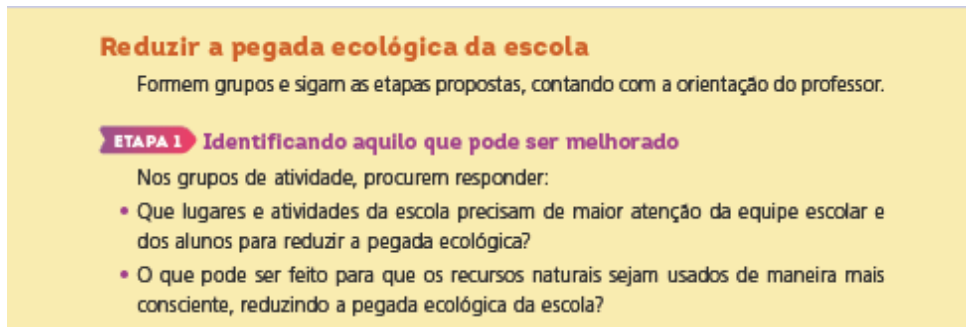 Reduzir a pegada ecológica da escola
Formem grupos e sigam as etapas propostas, contando com a orientação do professor.
ETAPA 1 Identificando aquilo que pode ser melhorado
Nos grupos de atividade, procurem responder:
• Que lugares e atividades da escola precisam de maior atenção da equipe escolar e
dos alunos para reduzir a pegada ecológica?
• O que pode ser feito para que os recursos naturais sejam usados de maneira mais
consciente, reduzindo a pegada ecológica da escola?